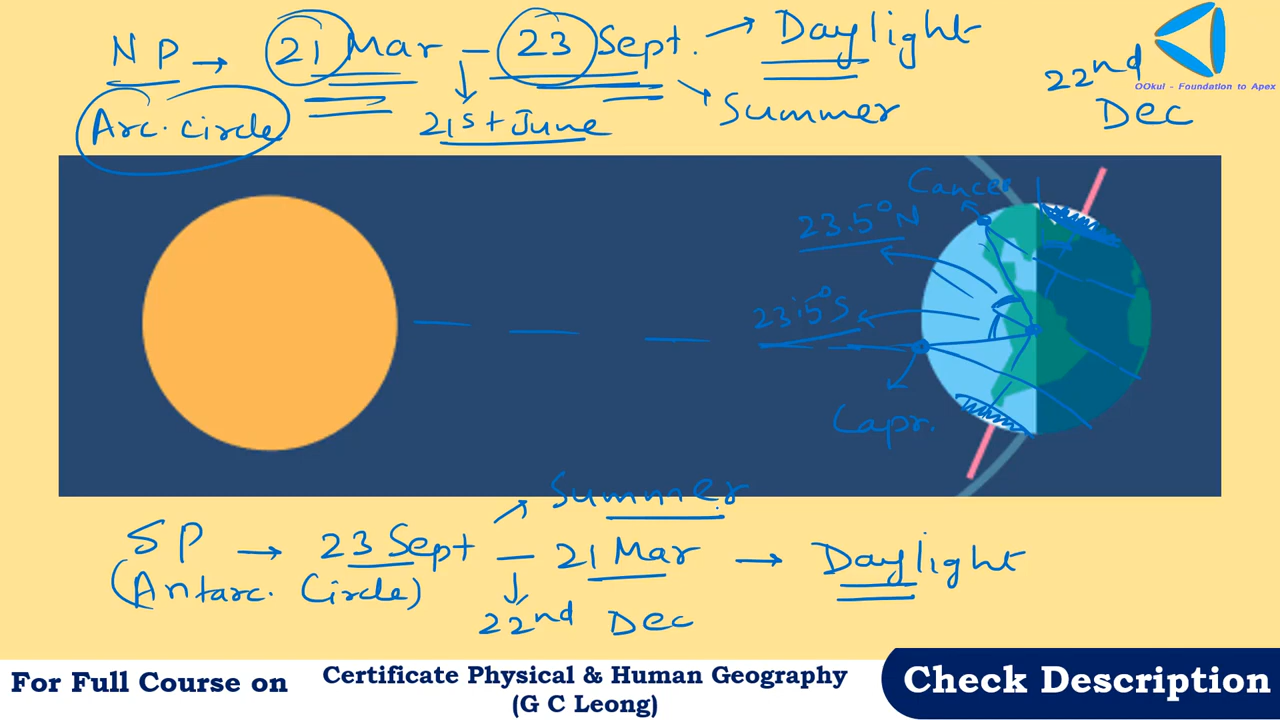 NP → 21 Mar – 23 Sept. → Daylight
Arc. circle
21st June
Summer
22nd
Dec
OOkul - Foundation to Apex
Cancer
23.5°N
23.5°S
Capr.
Summer
SP → 23 Sept – 21 Mar → Daylight
(Antarc. Circle)
22nd Dec
For Full Course on
Certificate Physical & Human Geography
(G C Leong)
Check Description